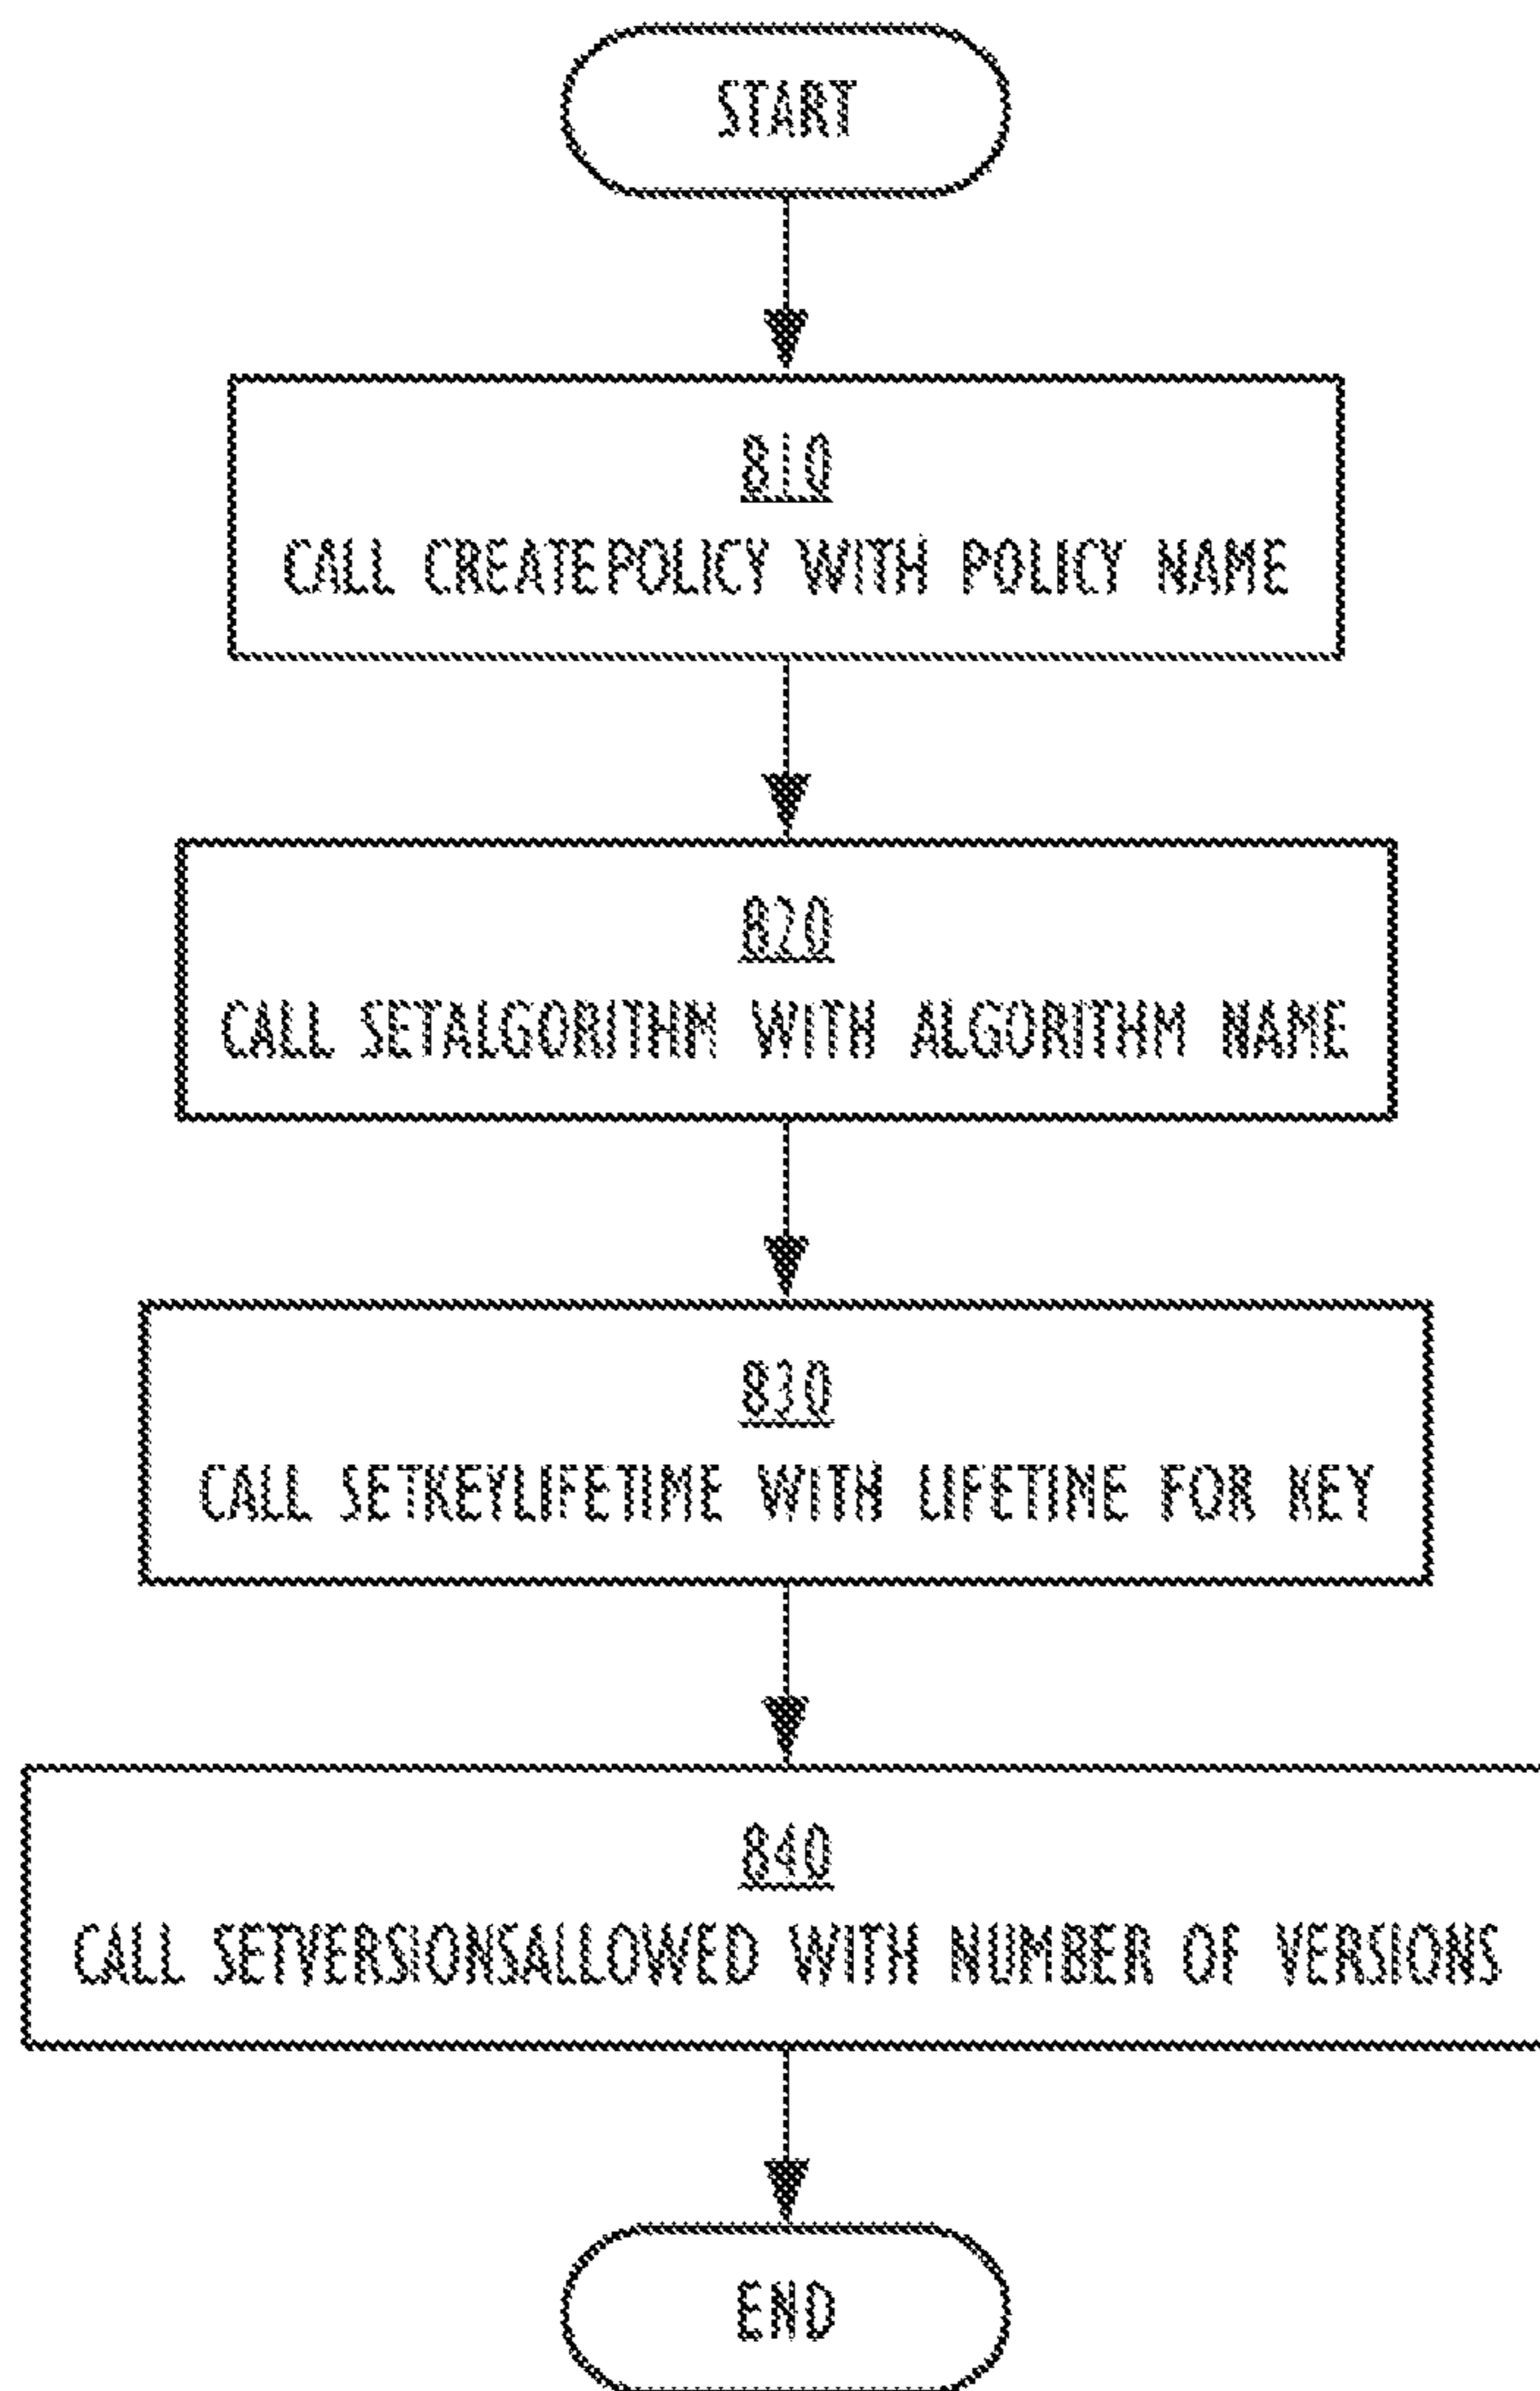 START
810
CALL CREATEPOLICY WITH POLICY NAME
820
CALL SETALGORITHM WITH ALGORITHM NAME
830
CALL SETKEYLIFETIME WITH LIFETIME FOR KEY
840
CALL SETVERSIONSALLOWED WITH NUMBER OF VERSIONS
END